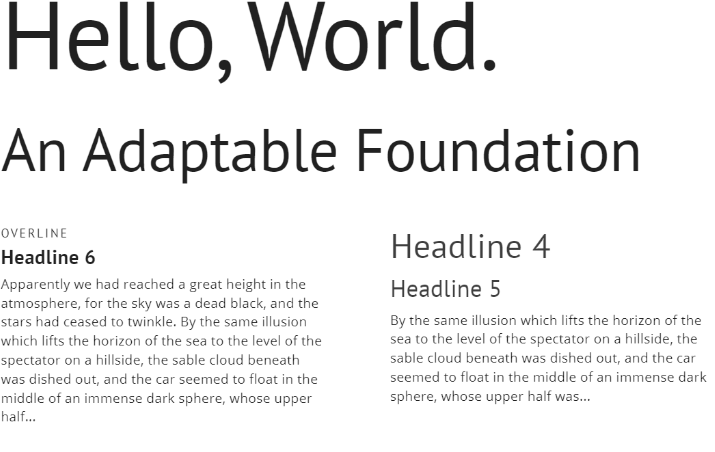 Hello, World.
An Adaptable Foundation
OVERLINE
Headline 6
Apparently we had reached a great height in the
atmosphere, for the sky was a dead black, and the
stars had ceased to twinkle. By the same illusion
which lifts the horizon of the sea to the level of the
spectator on a hillside, the sable cloud beneath
was dished out, and the car seemed to float in the
middle of an immense dark sphere, whose upper
half...
Headline 4
Headline 5
By the same illusion which lifts the horizon of the
sea to the level of the spectator on a hillside, the
sable cloud beneath was dished out, and the car
seemed to float in the middle of an immense dark
sphere, whose upper half was...